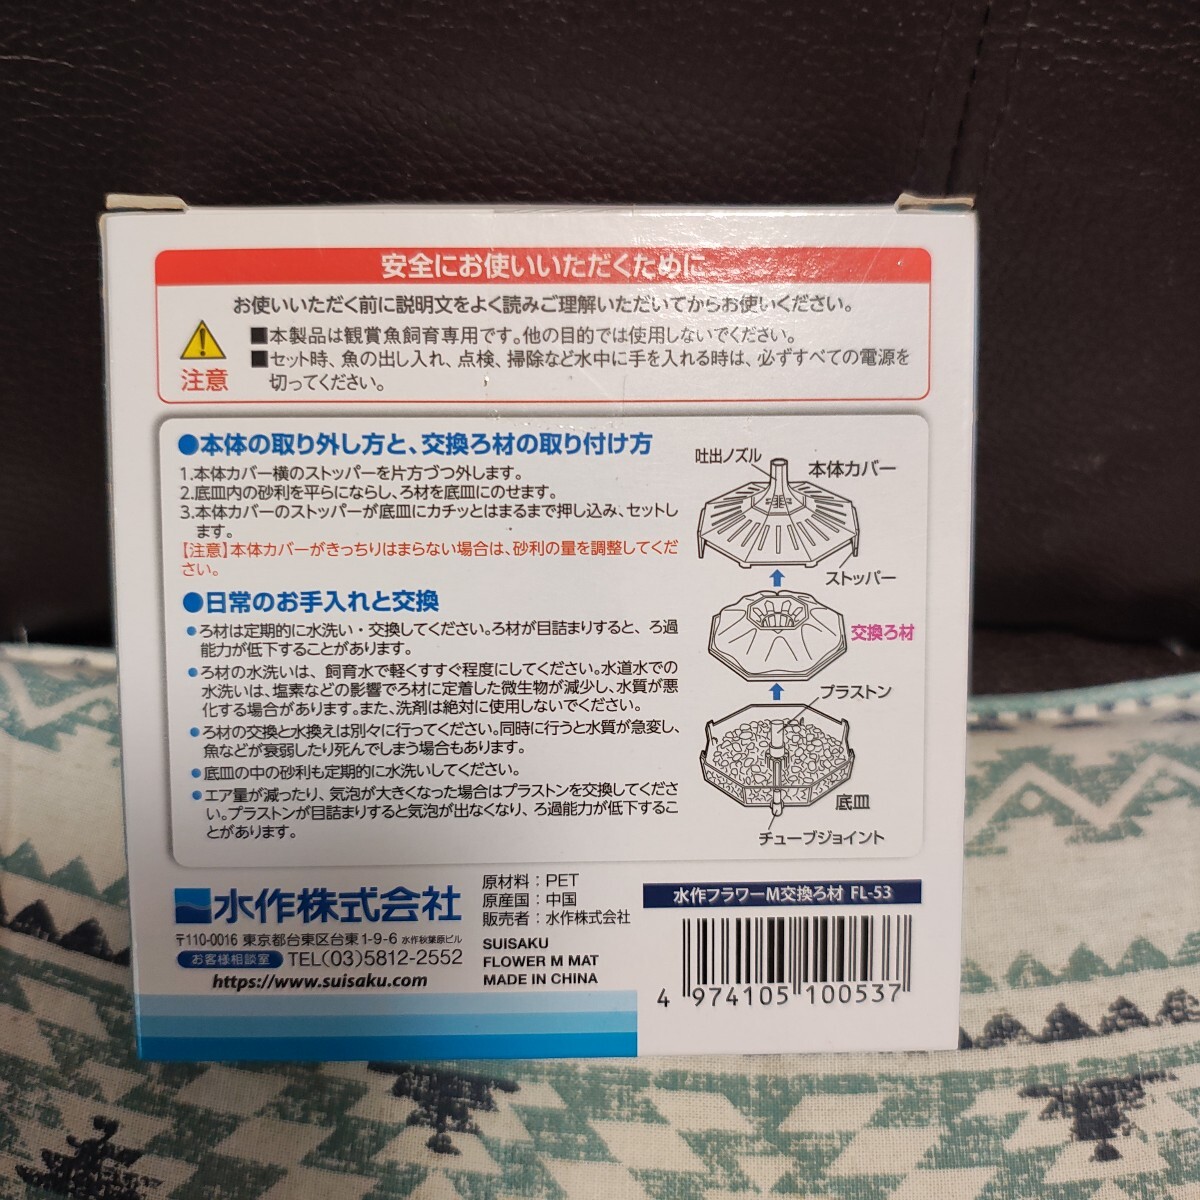 安全にお使いいただくために
お使いいただく前に説明文をよく読みご理解いただいてからお使いください。
注意
■本製品は観賞魚飼育専用です。他の目的では使用しないでください。
■セット時、魚の出し入れ、点検、掃除など水中に手を入れる時は、必ずすべての電源を
切ってください。
●本体の取り外し方と、交換ろ材の取り付け方
1.本体カバー横のストッパーを片方づつ外します。
2.底皿内の砂利を平らにならし、ろ材を底皿にのせます。
3.本体カバーのストッパーが底皿にカチッとはまるまで押し込み、セットし
ます。
【注意】本体カバーがきっちりはまらない場合は、砂利の量を調整してくだ
さい。
●日常のお手入れと交換
●ろ材は定期的に水洗い・交換してください。ろ材が目詰まりすると、ろ過
能力が低下することがあります。
●ろ材の水洗いは、飼育水で軽くすすぐ程度にしてください。水道水での
水洗いは、塩素などの影響でろ材に定着した微生物が減少し、水質が悪
化する場合があります。また、洗剤は絶対に使用しないでください。
●ろ材の交換と水換えは別々に行ってください。同時に行うと水質が急変し、
魚などが衰弱したり死んでしまう場合もあります。
●底皿の中の砂利も定期的に水洗いしてください。
●エア量が減ったり、気泡が大きくなった場合はプラストンを交換してくださ
い。プラストンが目詰まりすると気泡が出なくなり、ろ過能力が低下するこ
とがあります。
吐出ノズル
本体カバー
ストッパー
交換ろ材
プラストン
底皿
チューブジョイント
水作株式会社
〒110-0016 東京都台東区台東1-9-6 水作秋葉原ビル
お客様相談室 TEL(03)5812-2552
https://www.suisaku.com
原材料：PET
原産国：中国
販売者：水作株式会社
SUISAKU
FLOWER M MAT
MADE IN CHINA
水作フラワーM交換ろ材 FL-53
4 974105 100537